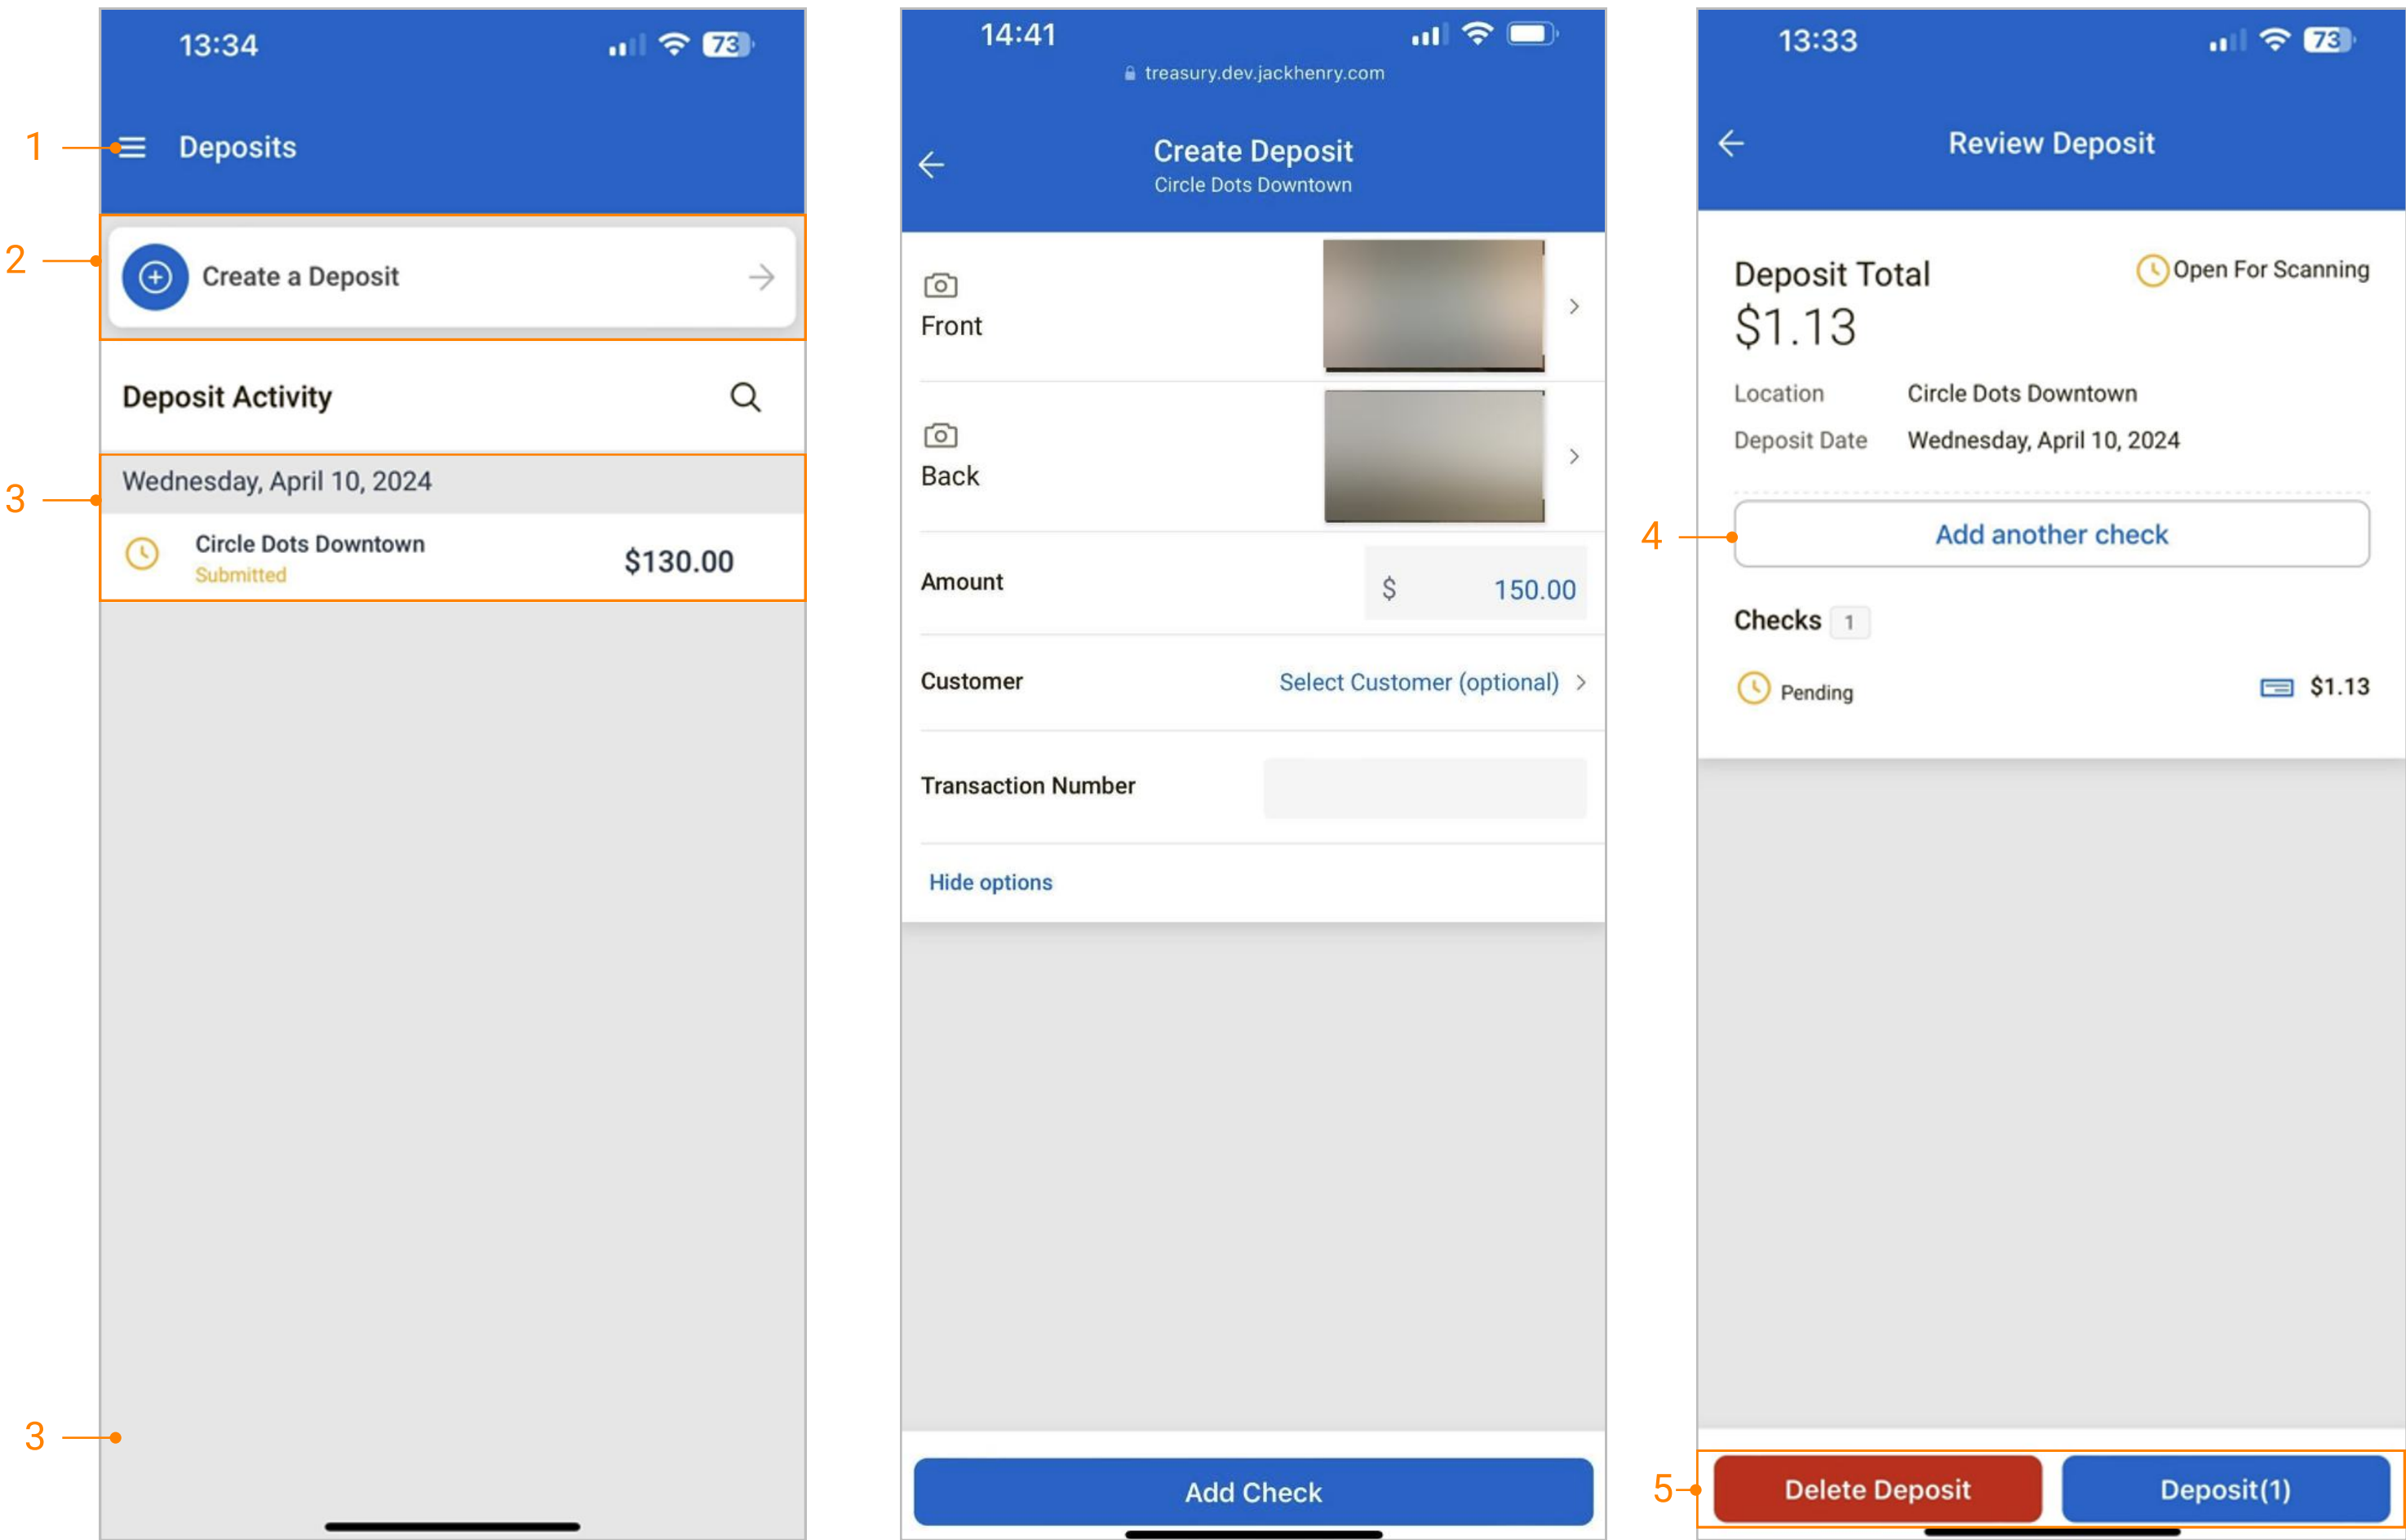 13:34
73
1
Deposits
2
Create a Deposit
Deposit Activity
3
Wednesday, April 10, 2024
Circle Dots Downtown
$130.00
Submitted
3
14:41
treasury.dev.jackhenry.com
Create Deposit
Circle Dots Downtown
Front
Back
Amount
$ 150.00
Customer
Select Customer (optional)
Transaction Number
Hide options
Add Check
13:33
73
Review Deposit
Deposit Total
Open For Scanning
$1.13
Location Circle Dots Downtown
Deposit Date Wednesday, April 10, 2024
4
Add another check
Checks 1
Pending
$1.13
5
Delete Deposit
Deposit(1)